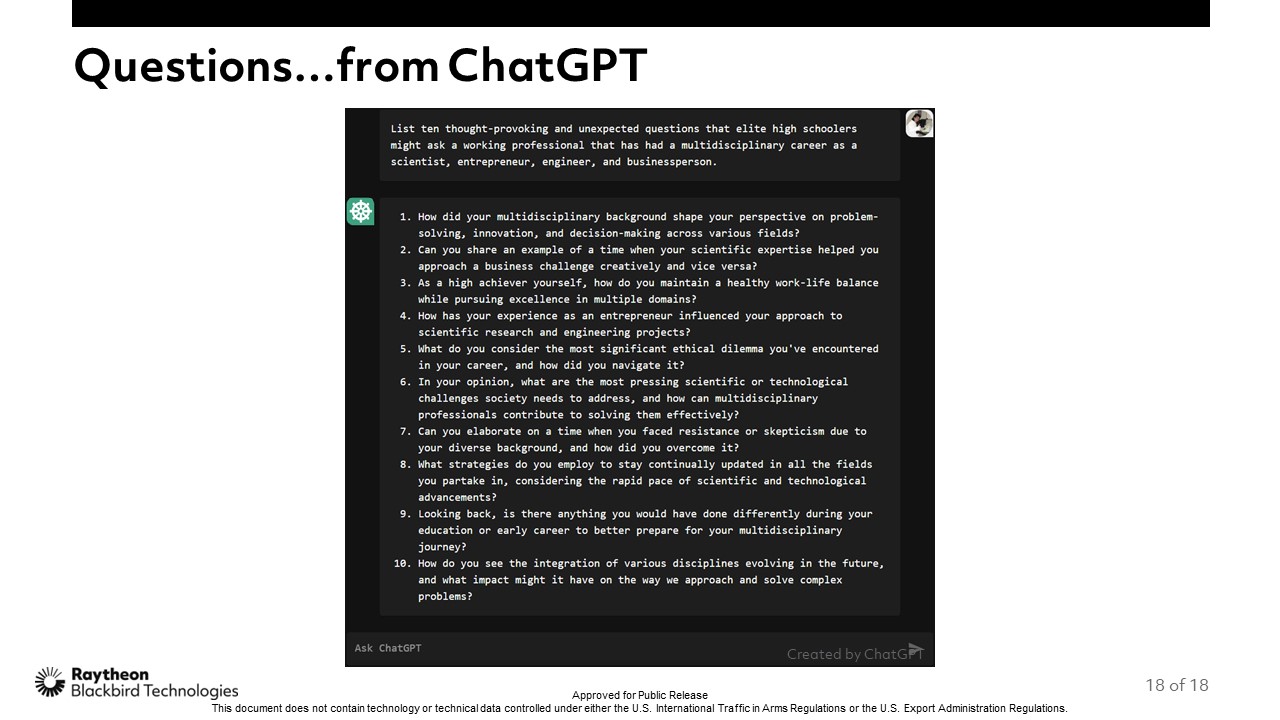 Questions...from ChatGPT
List ten thought-provoking and unexpected questions that elite high schoolers
might ask a working professional that has had a multidisciplinary career as a
scientist, entrepreneur, engineer, and businessperson.
1. How did your multidisciplinary background shape your perspective on problem-
solving, innovation, and decision-making across various fields?
2. Can you share an example of a time when your scientific expertise helped you
approach a business challenge creatively and vice versa?
3. As a high achiever yourself, how do you maintain a healthy work-life balance
while pursuing excellence in multiple domains?
4. How has your experience as an entrepreneur influenced your approach to
scientific research and engineering projects?
5. What do you consider the most significant ethical dilemma you've encountered
in your career, and how did you navigate it?
6. In your opinion, what are the most pressing scientific or technological
challenges society needs to address, and how can multidisciplinary
professionals contribute to solving them effectively?
7. Can you elaborate on a time when you faced resistance or skepticism due to
your diverse background, and how did you overcome it?
8. What strategies do you employ to stay continually updated in all the fields
you partake in, considering the rapid pace of scientific and technological
advancements?
9. Looking back, is there anything you would have done differently during your
education or early career to better prepare for your multidisciplinary
journey?
10. How do you see the integration of various disciplines evolving in the future,
and what impact might it have on the way we approach and solve complex
problems?
Ask ChatGPT
Created by ChatGPT
Raytheon
Blackbird Technologies
18 of 18
Approved for Public Release
This document does not contain technology or technical data controlled under either the U.S. International Traffic in Arms Regulations or the U.S. Export Administration Regulations.